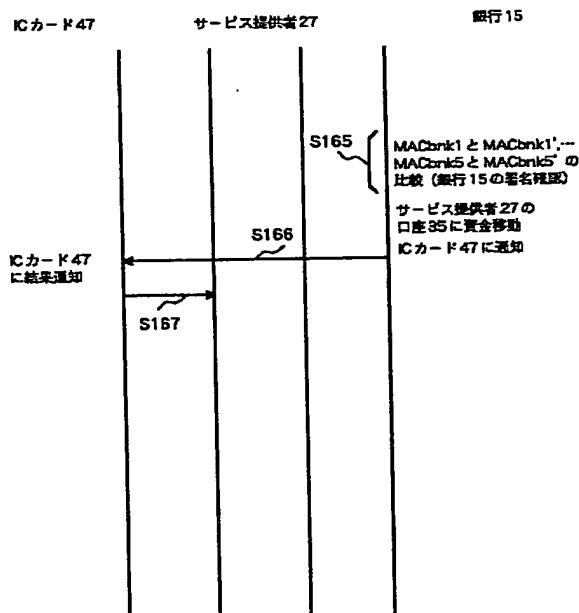 ICカード47
サービス提供者27
銀行15
S165
MACbnk1とMACbnk1',…
MACbnk5とMACbnk5'の
比較（銀行15の署名確認）
サービス提供者27の
口座35に資金移動
S166
ICカード47に通知
ICカード47
に結果通知
S167